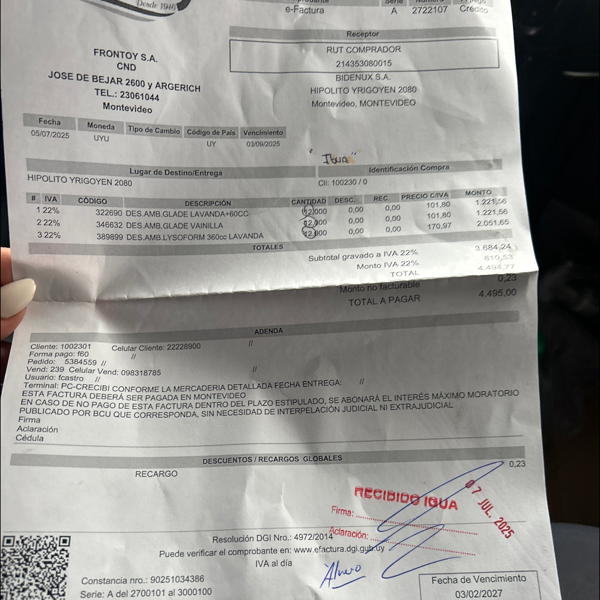 Desde 1940
Serie Número
e-Factura A 2722107 Crédito
Receptor
RUT COMPRADOR
214353080015
BIDENUX S.A.
HIPOLITO YRIGOYEN 2080
Montevideo, MONTEVIDEO
FRONTOY S.A.
CND
JOSE DE BEJAR 2600 y ARGERICH
TEL.: 23061044
Montevideo
Fecha Moneda Tipo de Cambio Código de País Vencimiento
05/07/2025 UYU UY 03/09/2025
Lugar de Destino/Entrega
HIPOLITO YRIGOYEN 2080
"Igua"
Identificación Compra
Cli: 100230 / 0
# IVA CÓDIGO DESCRIPCIÓN CANTIDAD DESC. REC. PRECIO C/IVA MONTO
1 22% 322690 DES.AMB.GLADE LAVANDA+60CC 12,000 0,00 0,00 101,80 1.221,56
2 22% 346632 DES.AMB.GLADE VAINILLA 12,000 0,00 0,00 101,80 1.221,56
3 22% 389899 DES.AMB.LYSOFORM 360cc LAVANDA 12,000 0,00 0,00 170,97 2.051,65
TOTALES
Subtotal gravado a IVA 22% 3.684,24
Monto IVA 22% 810,53
TOTAL 4.494,77
Monto no facturable 0,23
TOTAL A PAGAR 4.495,00
ADENDA
Cliente: 1002301 Celular Cliente: 22228900 //
Forma pago: f60 //
Pedido: 5384559 //
Vend: 239 Celular Vend: 098318785 //
Usuario: fcastro //
Terminal: PC-CRECIBI CONFORME LA MERCADERIA DETALLADA FECHA ENTREGA: //
ESTA FACTURA DEBERÁ SER PAGADA EN MONTEVIDEO
EN CASO DE NO PAGO DE ESTA FACTURA DENTRO DEL PLAZO ESTIPULADO, SE ABONARÁ EL INTERÉS MÁXIMO MORATORIO
PUBLICADO POR BCU QUE CORRESPONDA, SIN NECESIDAD DE INTERPELACIÓN JUDICIAL NI EXTRAJUDICIAL
Firma
Aclaración
Cédula
DESCUENTOS / RECARGOS GLOBALES
RECARGO 0,23
RECIBIDO IGUA
07 JUL. 2025
Firma:
Aclaración:
Resolución DGI Nro.: 4972/2014
Puede verificar el comprobante en: www.efactura.dgi.gub.uy
IVA al día
Alvaro
Constancia nro.: 90251034386
Serie: A del 2700101 al 3000100
Fecha de Vencimiento
03/02/2027